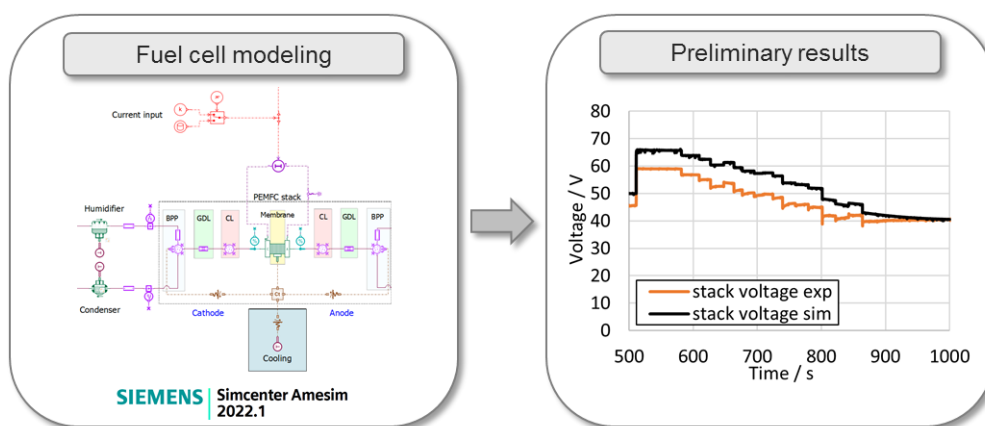 Fuel cell modeling
Current input
PEMFC stack
Humidifier
BPP
GDL
CL
Membrane
CL
GDL
BPP
Condenser
Cathode
Anode
Cooling
SIEMENS
Simcenter Amesim
2022.1
Preliminary results
80
70
60
50
40
30
20
10
0
Voltage / V
stack voltage exp
stack voltage sim
500 600 700 800 900 1000
Time / s